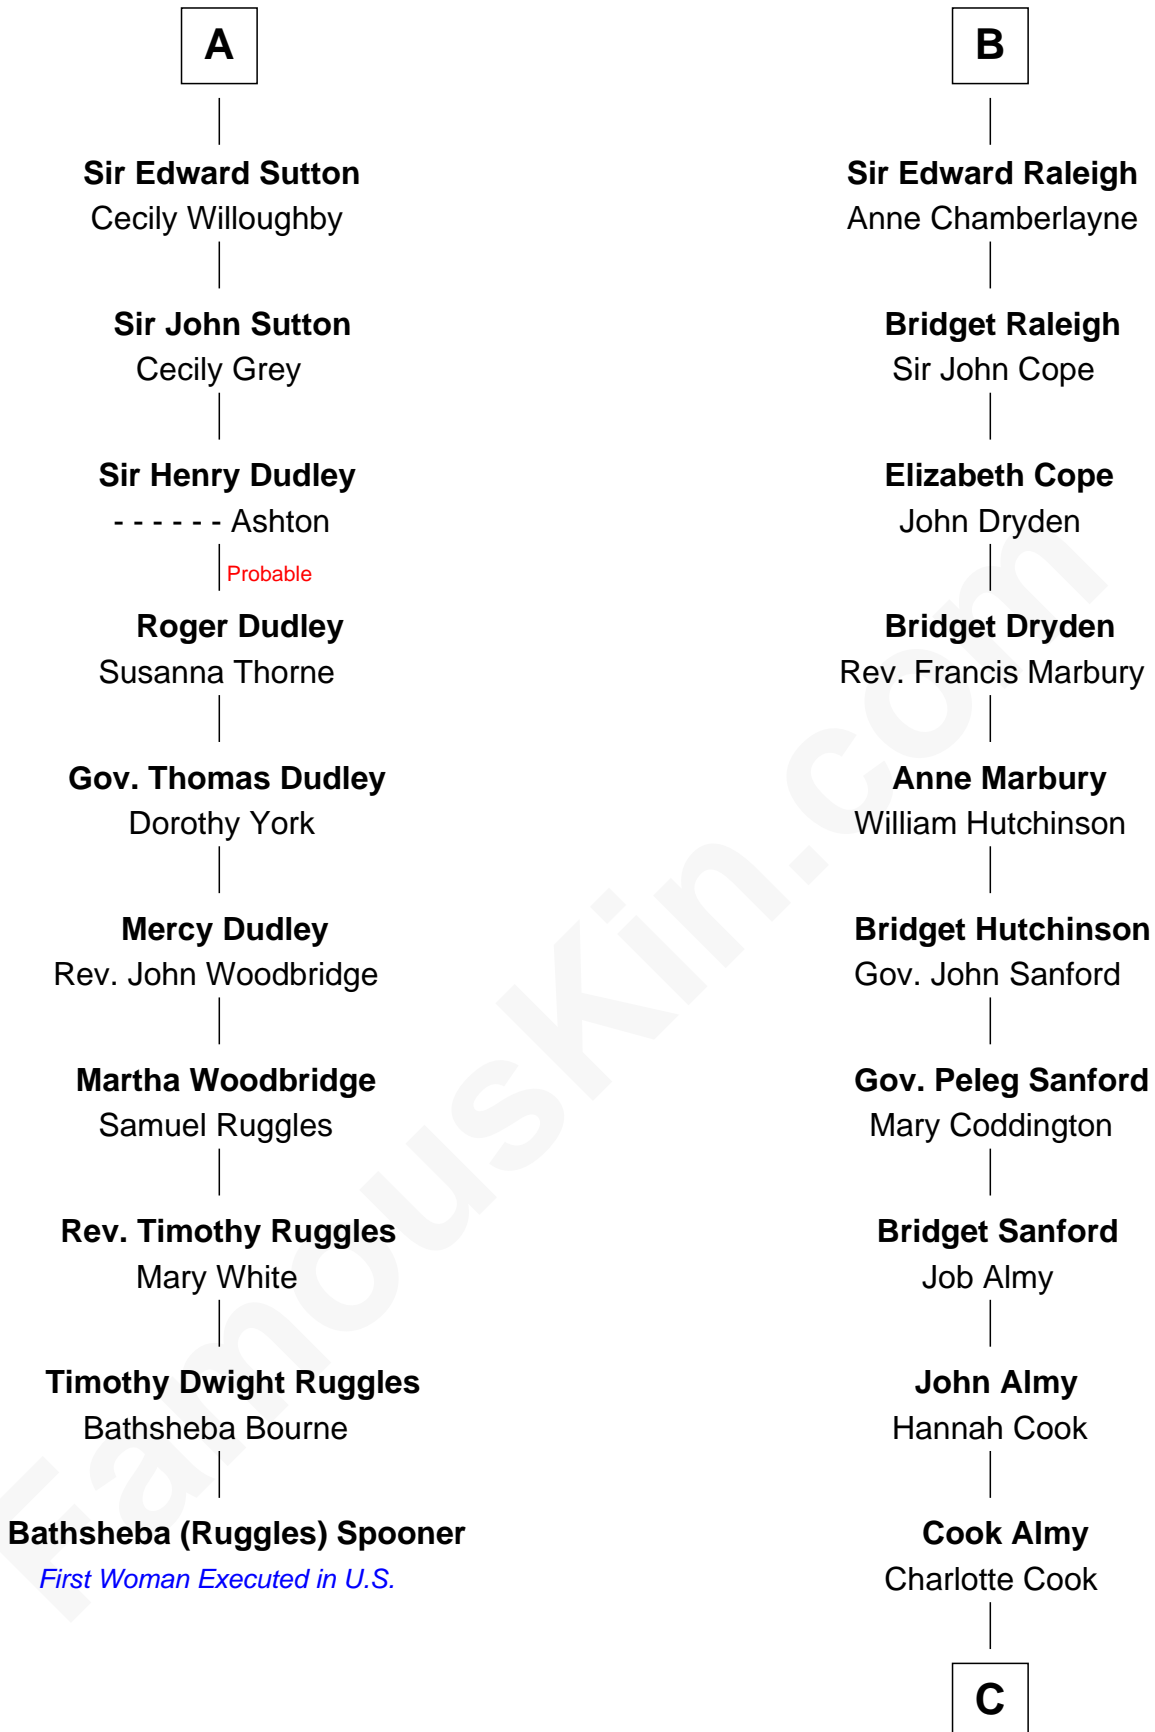 A
Sir Edward Sutton
Cecily Willoughby
Sir John Sutton
Cecily Grey
Sir Henry Dudley
- - - - - - Ashton
Probable
Roger Dudley
Susanna Thorne
Gov. Thomas Dudley
Dorothy York
Mercy Dudley
Rev. John Woodbridge
Martha Woodbridge
Samuel Ruggles
Rev. Timothy Ruggles
Mary White
Timothy Dwight Ruggles
Bathsheba Bourne
Bathsheba (Ruggles) Spooner
First Woman Executed in U.S.
B
Sir Edward Raleigh
Anne Chamberlayne
Bridget Raleigh
Sir John Cope
Elizabeth Cope
John Dryden
Bridget Dryden
Rev. Francis Marbury
Anne Marbury
William Hutchinson
Bridget Hutchinson
Gov. John Sanford
Gov. Peleg Sanford
Mary Coddington
Bridget Sanford
Job Almy
John Almy
Hannah Cook
Cook Almy
Charlotte Cook
C
FamousKin.com